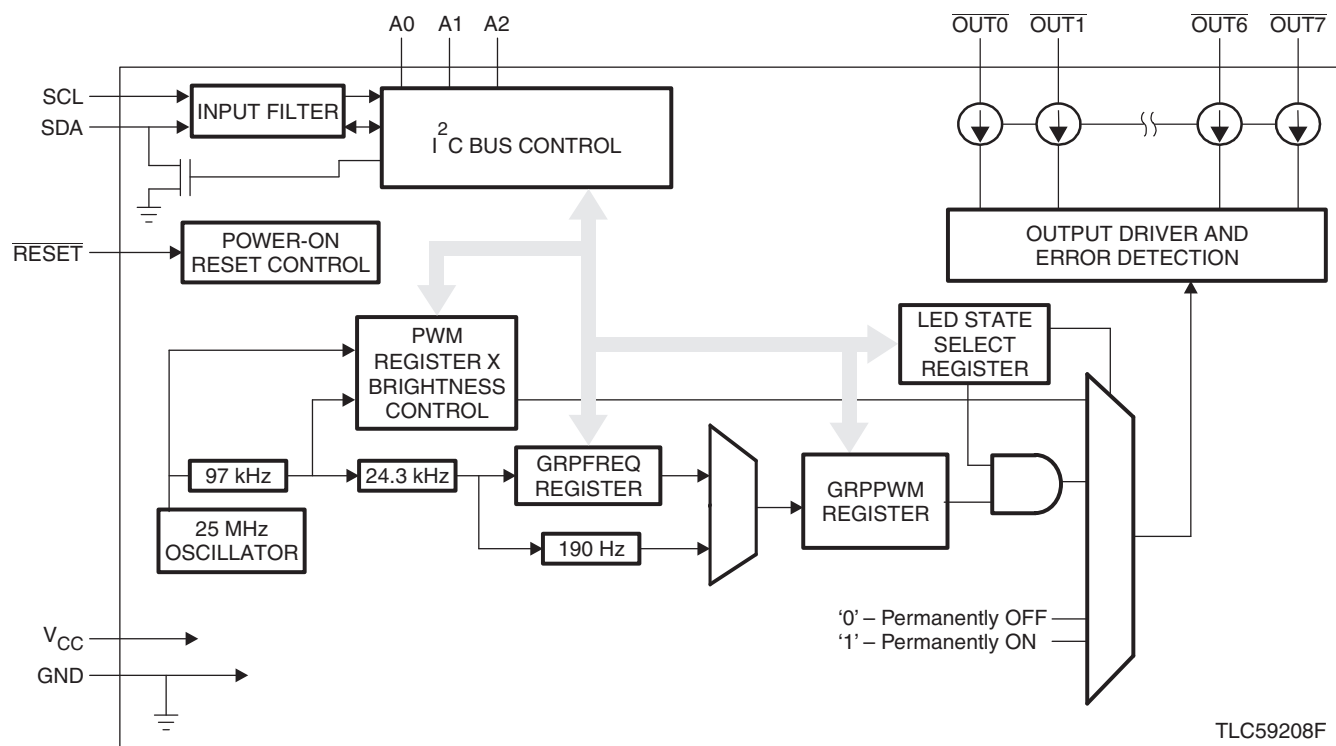 A0 A1 A2
OUT0 OUT1 OUT6 OUT7
SCL
SDA
INPUT FILTER
I2C BUS CONTROL
RESET
POWER-ON
RESET CONTROL
OUTPUT DRIVER AND
ERROR DETECTION
PWM
REGISTER X
BRIGHTNESS
CONTROL
LED STATE
SELECT
REGISTER
97 kHz
24.3 kHz
GRPFREQ
REGISTER
GRPPWM
REGISTER
25 MHz
OSCILLATOR
190 Hz
VCC
GND
'0' – Permanently OFF
'1' – Permanently ON
TLC59208F